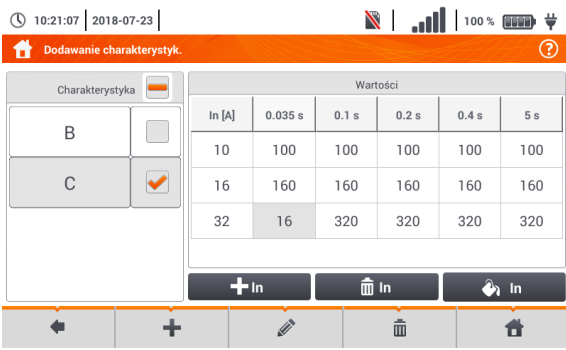 10:21:07 2018-07-23 100 %
Dodawanie charakterystyk. ?
Charakterystyka Wartości
In [A] 0.035 s 0.1 s 0.2 s 0.4 s 5 s
B
10 100 100 100 100 100
C
16 160 160 160 160 160
32 16 320 320 320 320
In In In